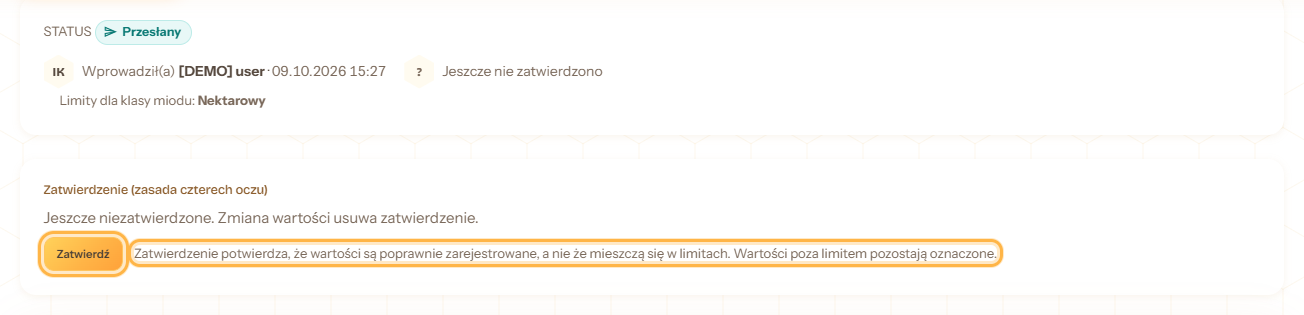 STATUS Przesłany
IK Wprowadził(a) [DEMO] user · 09.10.2026 15:27 ? Jeszcze nie zatwierdzono
Limity dla klasy miodu: Nektarowy
Zatwierdzenie (zasada czterech oczu)
Jeszcze niezatwierdzone. Zmiana wartości usuwa zatwierdzenie.
Zatwierdź Zatwierdzenie potwierdza, że wartości są poprawnie zarejestrowane, a nie że mieszczą się w limitach. Wartości poza limitem pozostają oznaczone.